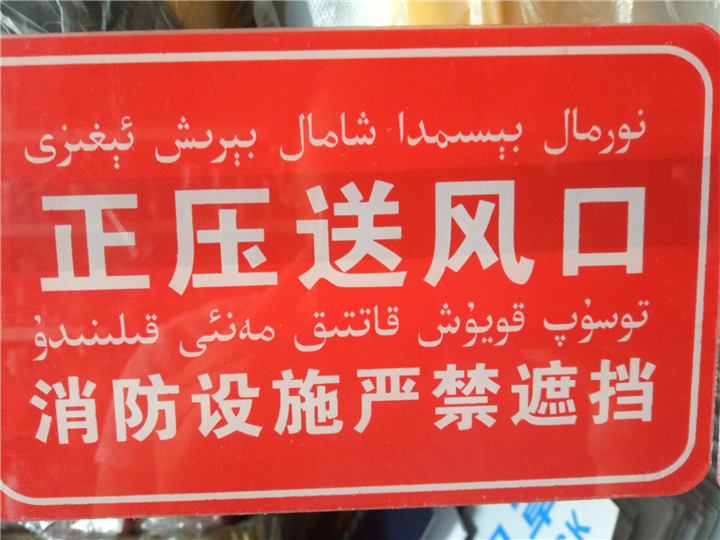 نورمال بېسىمدا شامال بېرىش ئېغىزى
正压送风口
توسۇپ قويۇش قاتتىق مەنئى قىلىنىدۇ
消防设施严禁遮挡